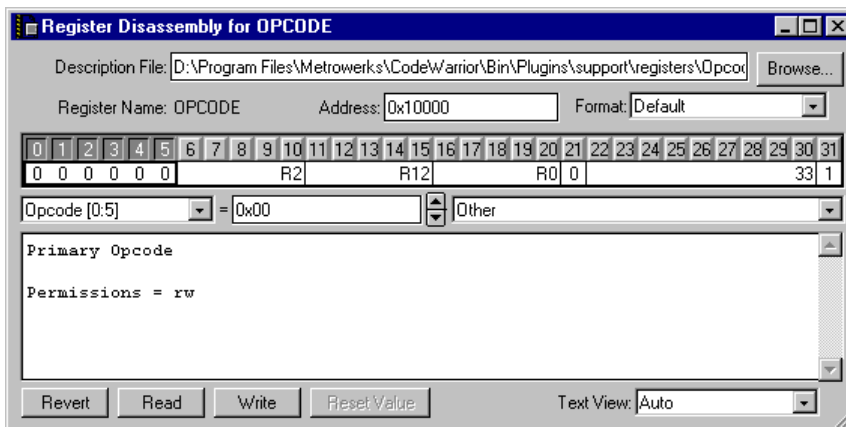 Register Disassembly for OPCODE
Description File: D:\Program Files\Metrowerks\CodeWarrior\Bin\Plugins\support\registers\Opcod Browse...
Register Name: OPCODE Address: 0x10000 Format: Default
0 1 2 3 4 5 6 7 8 9 10 11 12 13 14 15 16 17 18 19 20 21 22 23 24 25 26 27 28 29 30 31
0 0 0 0 0 0 R2 R12 R0 0 33 1
Opcode [0:5] = 0x00 Other
Primary Opcode
Permissions = rw
Revert Read Write Reset Value Text View: Auto